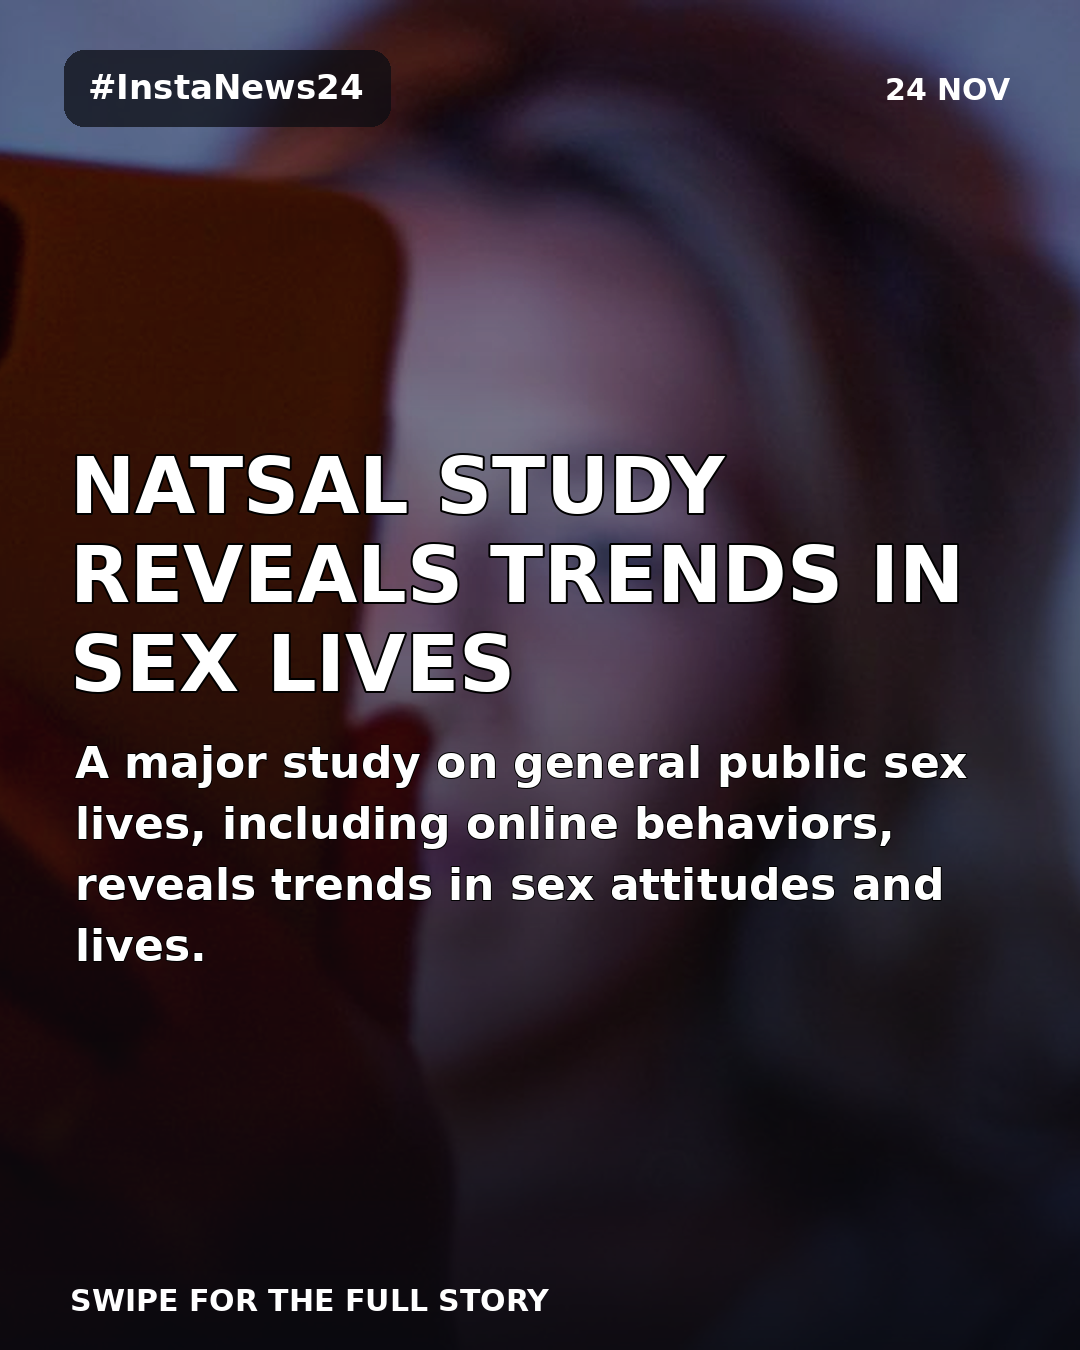 #InstaNews24
24 NOV
NATSAL STUDY
REVEALS TRENDS IN
SEX LIVES
A major study on general public sex
lives, including online behaviors,
reveals trends in sex attitudes and
lives.
SWIPE FOR THE FULL STORY